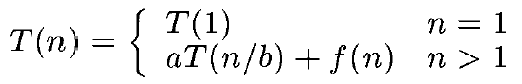 T(n) = { T(1) n = 1
aT(n/b) + f(n) n > 1